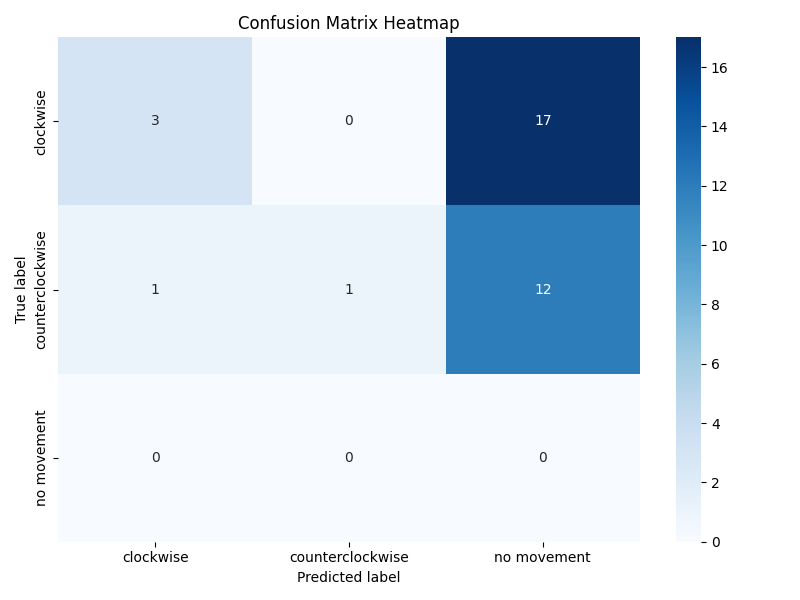 Confusion Matrix Heatmap
True label
clockwise
3 0 17
counterclockwise
1 1 12
no movement
0 0 0
clockwise counterclockwise no movement
Predicted label
16
14
12
10
8
6
4
2
0